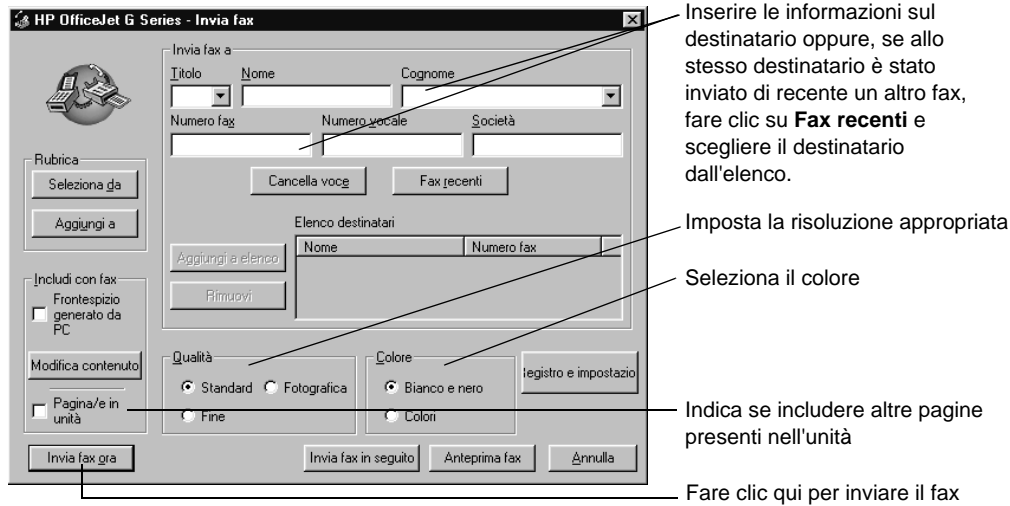 HP OfficeJet G Series - Invia fax
Invia fax a
Titolo Nome Cognome
Numero fax Numero vocale Società
Cancella voce Fax recenti
Rubrica
Seleziona da
Aggiungi a
Elenco destinatari
Nome Numero fax
Aggiungi a elenco
Rimuovi
Includi con fax
Frontespizio
generato da
PC
Modifica contenuto
Pagina/e in
unità
Qualità
Standard Fotografica
Fine
Colore
Bianco e nero
Colori
egistro e impostazio
Invia fax ora Invia fax in seguito Anteprima fax Annulla
Inserire le informazioni sul
destinatario oppure, se allo
stesso destinatario è stato
inviato di recente un altro fax,
fare clic su Fax recenti e
scegliere il destinatario
dall'elenco.
Imposta la risoluzione appropriata
Seleziona il colore
Indica se includere altre pagine
presenti nell'unità
Fare clic qui per inviare il fax